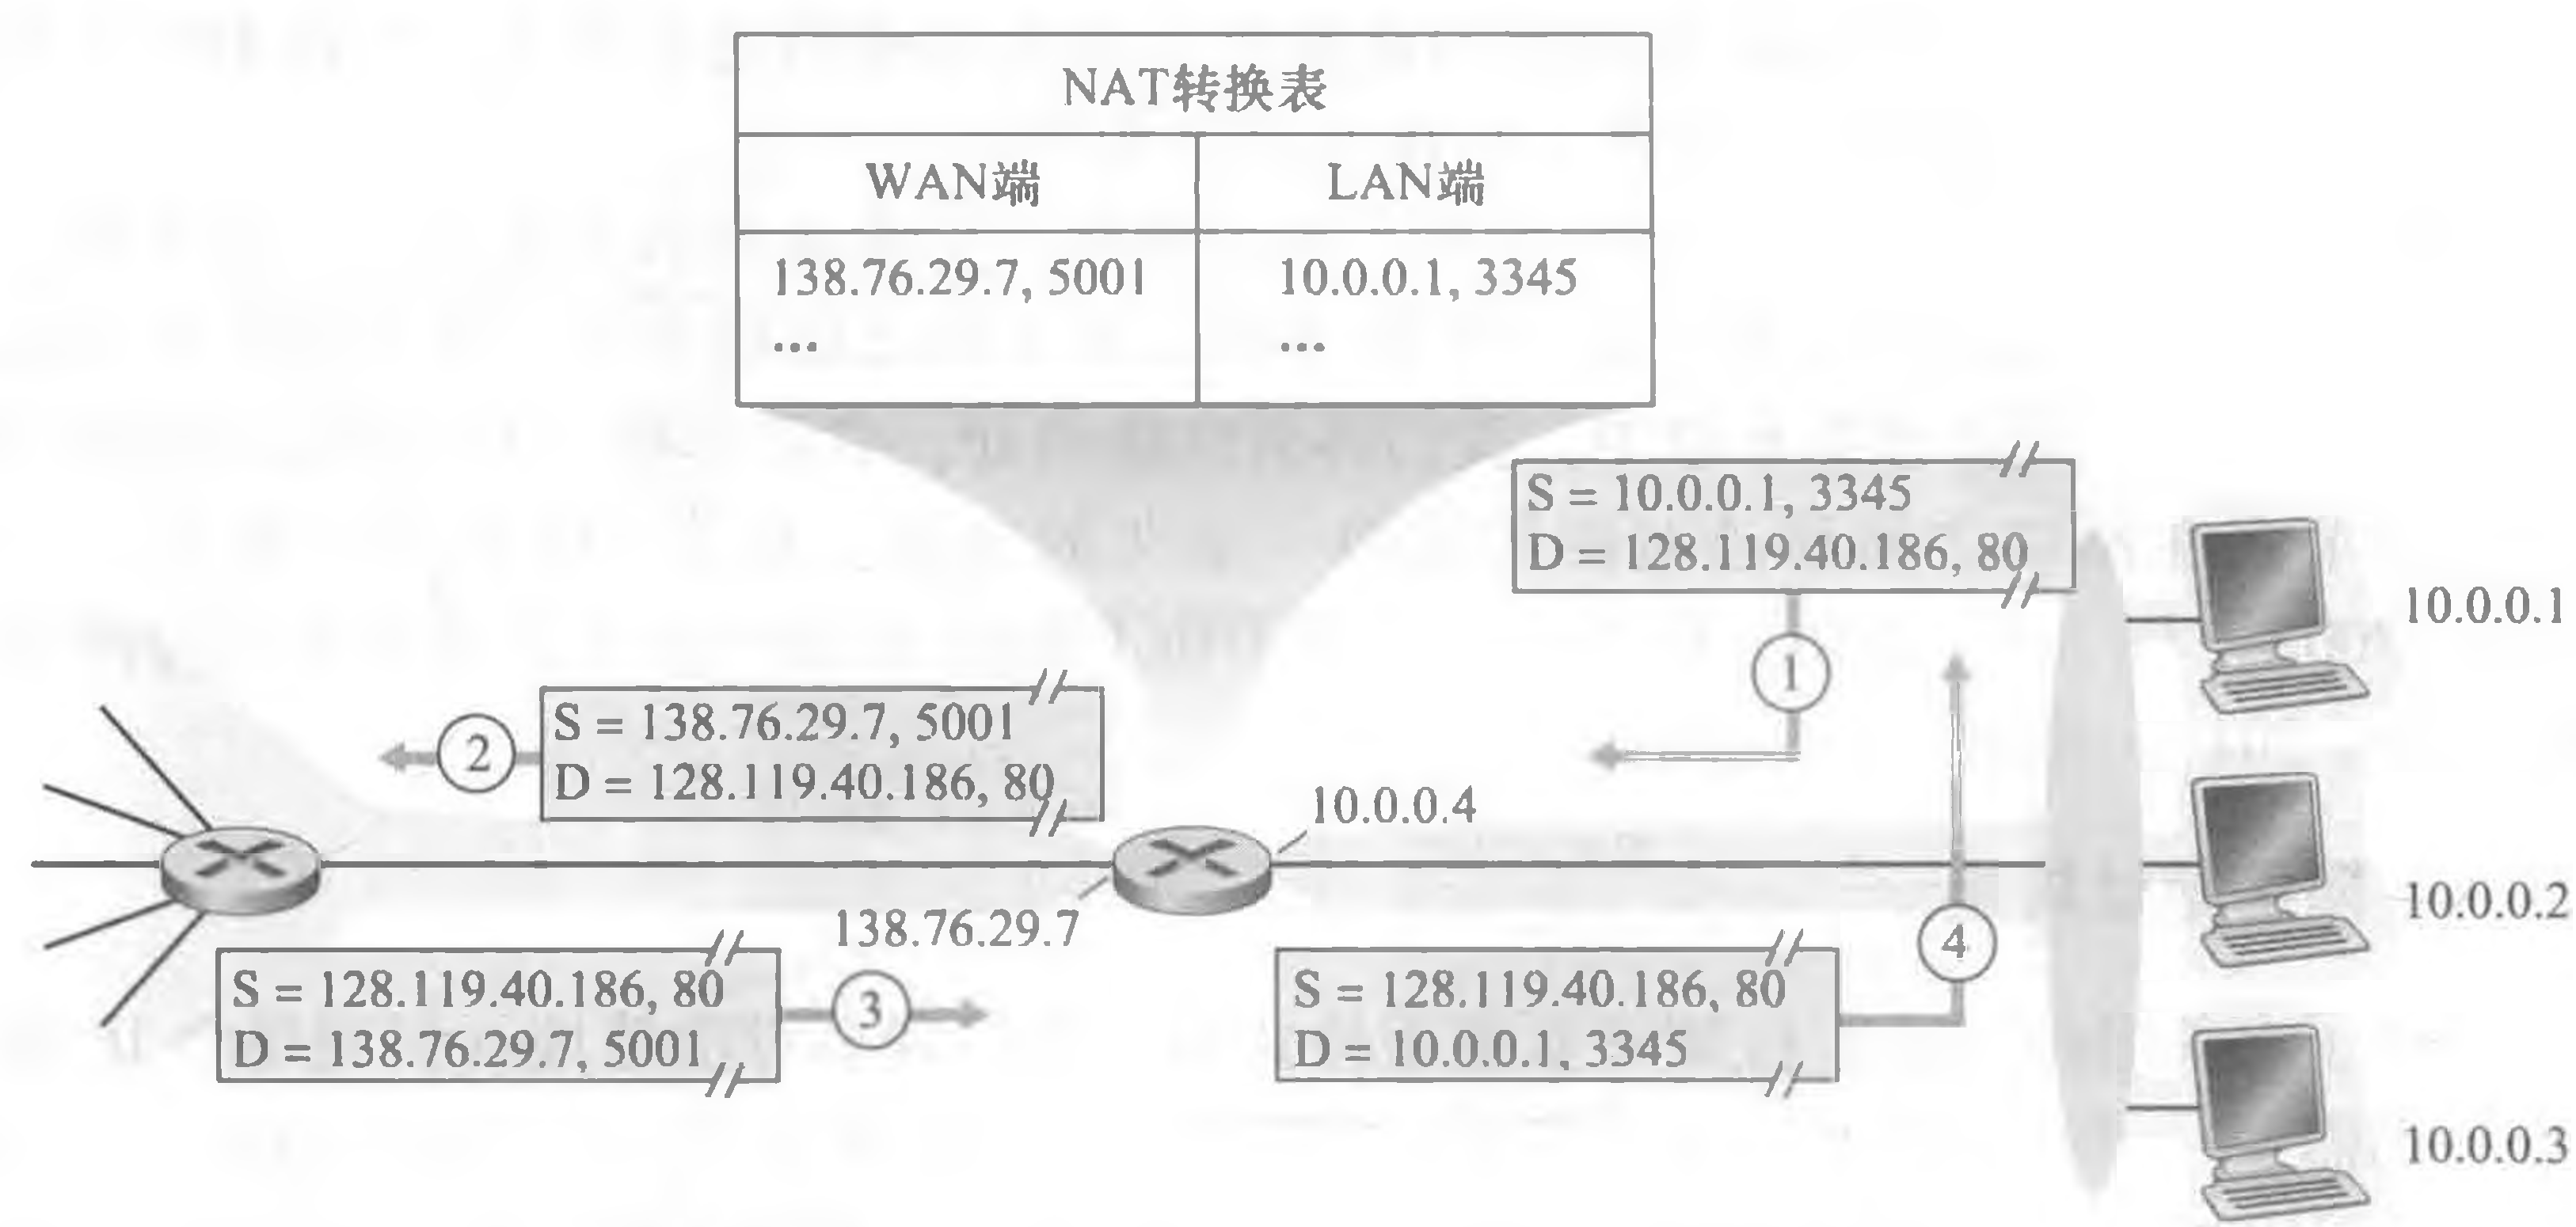 NAT转换表
WAN端 LAN端
138.76.29.7, 5001 10.0.0.1, 3345
... ...
S = 10.0.0.1, 3345
D = 128.119.40.186, 80
10.0.0.1
1
S = 138.76.29.7, 5001
D = 128.119.40.186, 80
2
10.0.0.4
138.76.29.7
10.0.0.2
S = 128.119.40.186, 80
D = 138.76.29.7, 5001
3
S = 128.119.40.186, 80
D = 10.0.0.1, 3345
4
10.0.0.3